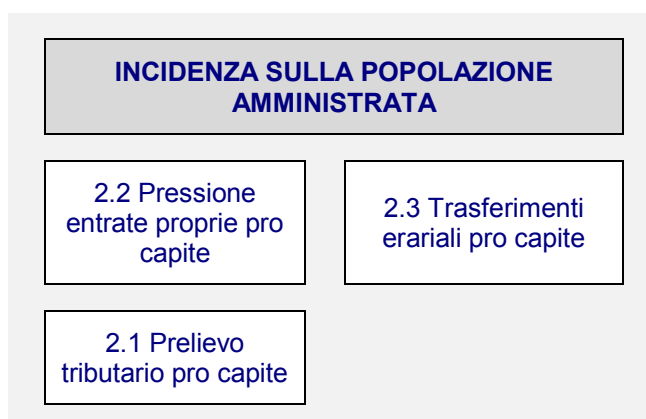 INCIDENZA SULLA POPOLAZIONE
AMMINISTRATA
2.2 Pressione
entrate proprie pro
capite
2.3 Trasferimenti
erariali pro capite
2.1 Prelievo
tributario pro capite